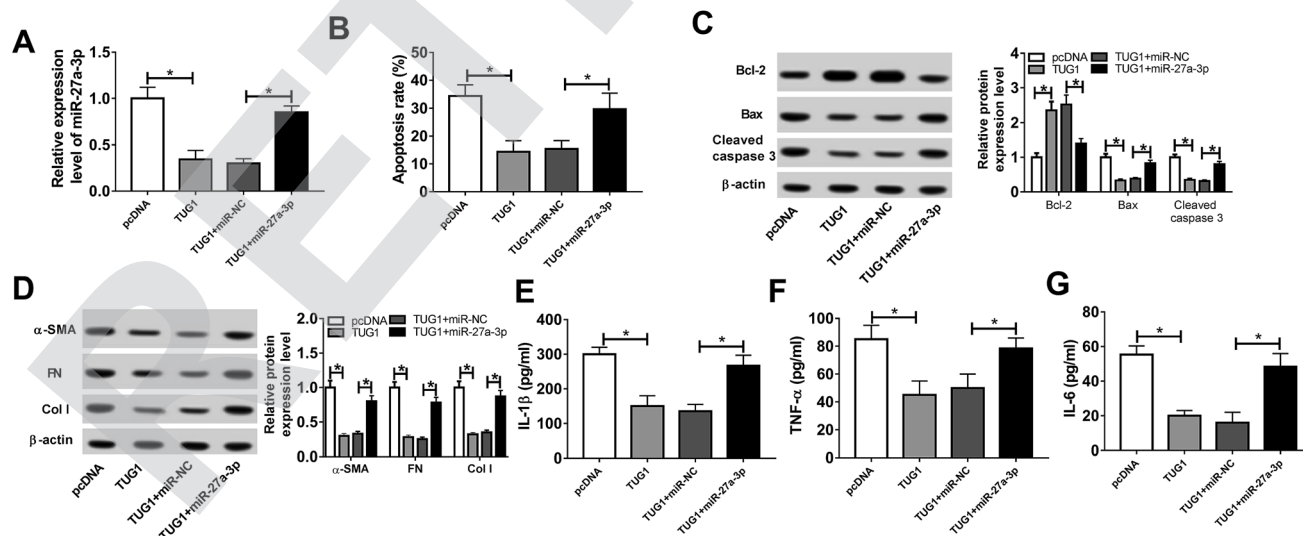 A
Relative expression
level of miR-27a-3p
1.5
1.0
0.5
0.0
*
*
pcDNA
TUG1
TUG1+miR-NC
TUG1+miR-27a-3p
B
Apoptosis rate (%)
50
40
30
20
10
0
*
*
pcDNA
TUG1
TUG1+miR-NC
TUG1+miR-27a-3p
C
Bcl-2
Bax
Cleaved
caspase 3
β-actin
pcDNA
TUG1
TUG1+miR-NC
TUG1+miR-27a-3p
Relative protein
expression level
4
3
2
1
0
pcDNA
TUG1
TUG1+miR-NC
TUG1+miR-27a-3p
* *
* *
* *
Bcl-2
Bax
Cleaved
caspase 3
D
α-SMA
FN
Col I
β-actin
pcDNA
TUG1
TUG1+miR-NC
TUG1+miR-27a-3p
Relative protein
expression level
2.0
1.5
1.0
0.5
0.0
pcDNA
TUG1
TUG1+miR-NC
TUG1+miR-27a-3p
* *
* *
* *
α-SMA
FN
Col I
E
IL-1β (pg/ml)
400
300
200
100
0
*
*
pcDNA
TUG1
TUG1+miR-NC
TUG1+miR-27a-3p
F
TNF-α (pg/ml)
100
80
60
40
20
0
*
*
pcDNA
TUG1
TUG1+miR-NC
TUG1+miR-27a-3p
G
IL-6 (pg/ml)
80
60
40
20
0
*
*
pcDNA
TUG1
TUG1+miR-NC
TUG1+miR-27a-3p